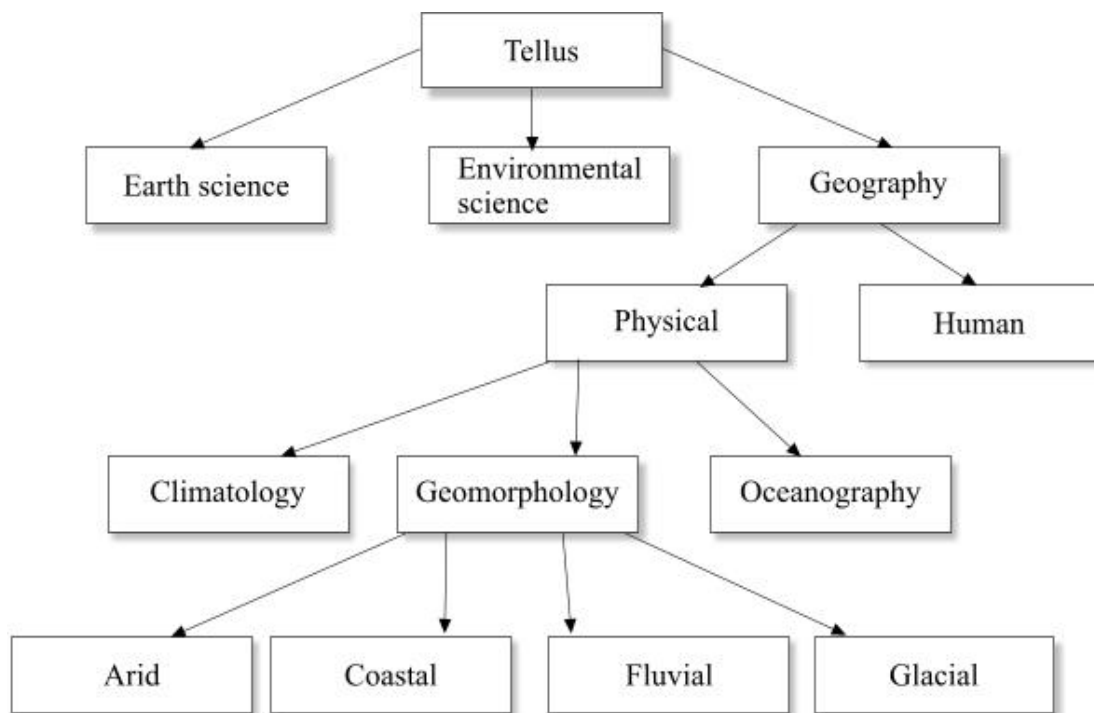 Tellus
Earth science
Environmental
science
Geography
Physical
Human
Climatology
Geomorphology
Oceanography
Arid
Coastal
Fluvial
Glacial